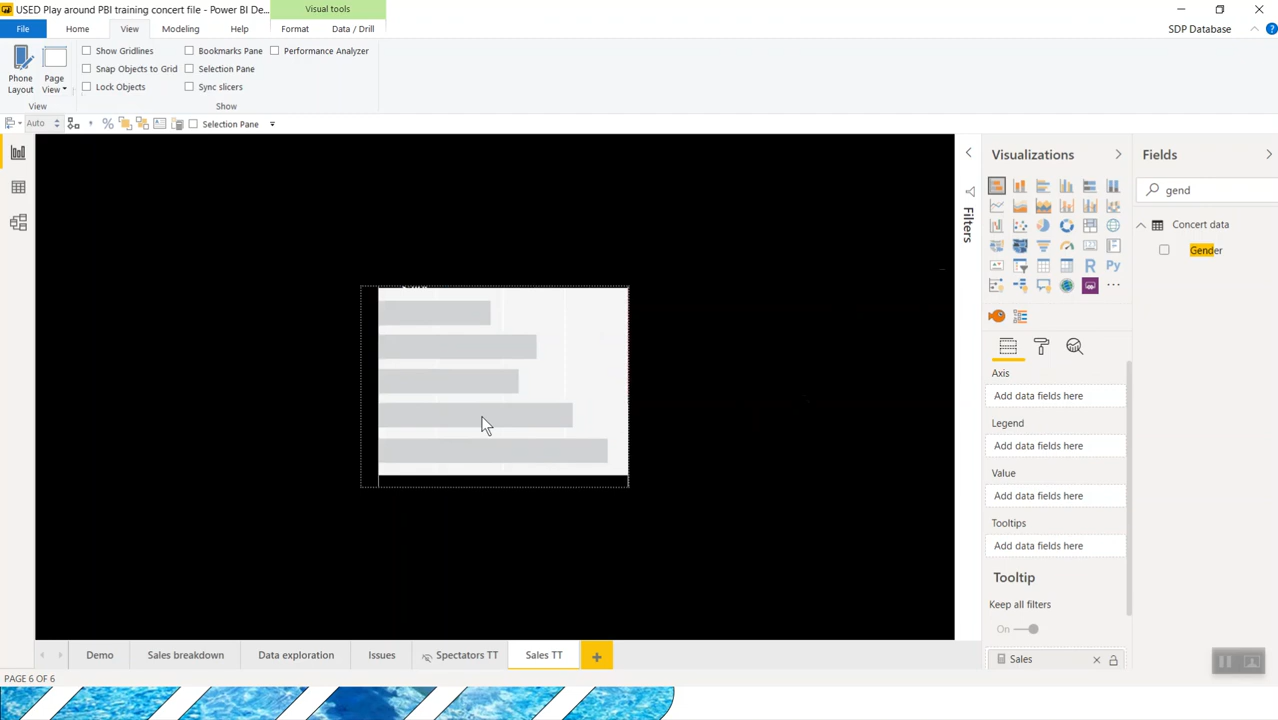 USED Play around PBI training concert file - Power BI De...
Visual tools
File
Home
View
Modeling
Help
Format
Data / Drill
SDP Database
Phone
Layout
Page
View
View
Show Gridlines
Snap Objects to Grid
Lock Objects
Bookmarks Pane
Selection Pane
Sync slicers
Performance Analyzer
Show
Auto
Selection Pane
Filters
Visualizations
R
Py
Axis
Add data fields here
Legend
Add data fields here
Value
Add data fields here
Tooltips
Add data fields here
Tooltip
Keep all filters
On
Sales
Fields
gend
Concert data
Gender
Demo
Sales breakdown
Data exploration
Issues
Spectators TT
Sales TT
PAGE 6 OF 6